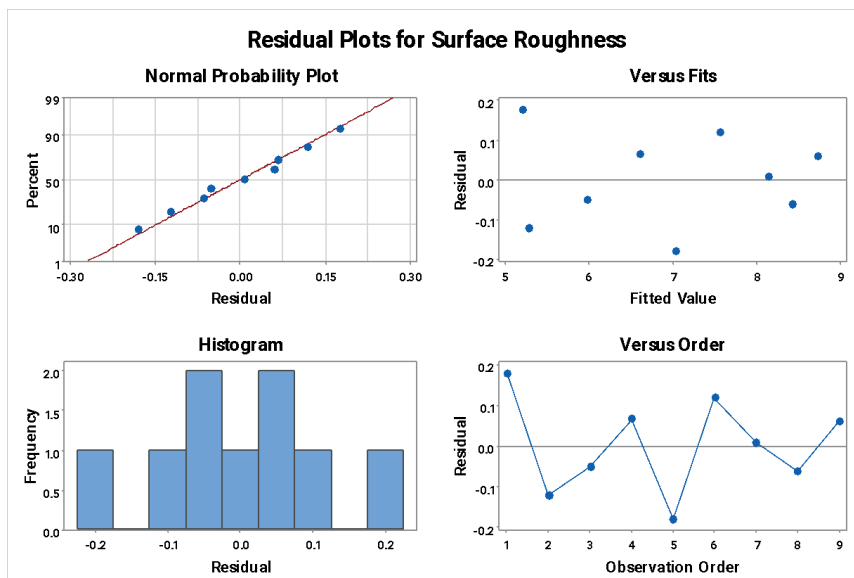 Residual Plots for Surface Roughness
Normal Probability Plot
99
90
50
10
1
Percent
-0.30 -0.15 0.00 0.15 0.30
Residual
Versus Fits
0.2
0.1
0.0
-0.1
-0.2
Residual
5 6 7 8 9
Fitted Value
Histogram
2.0
1.5
1.0
0.5
0.0
Frequency
-0.2 -0.1 0.0 0.1 0.2
Residual
Versus Order
0.2
0.1
0.0
-0.1
-0.2
Residual
1 2 3 4 5 6 7 8 9
Observation Order